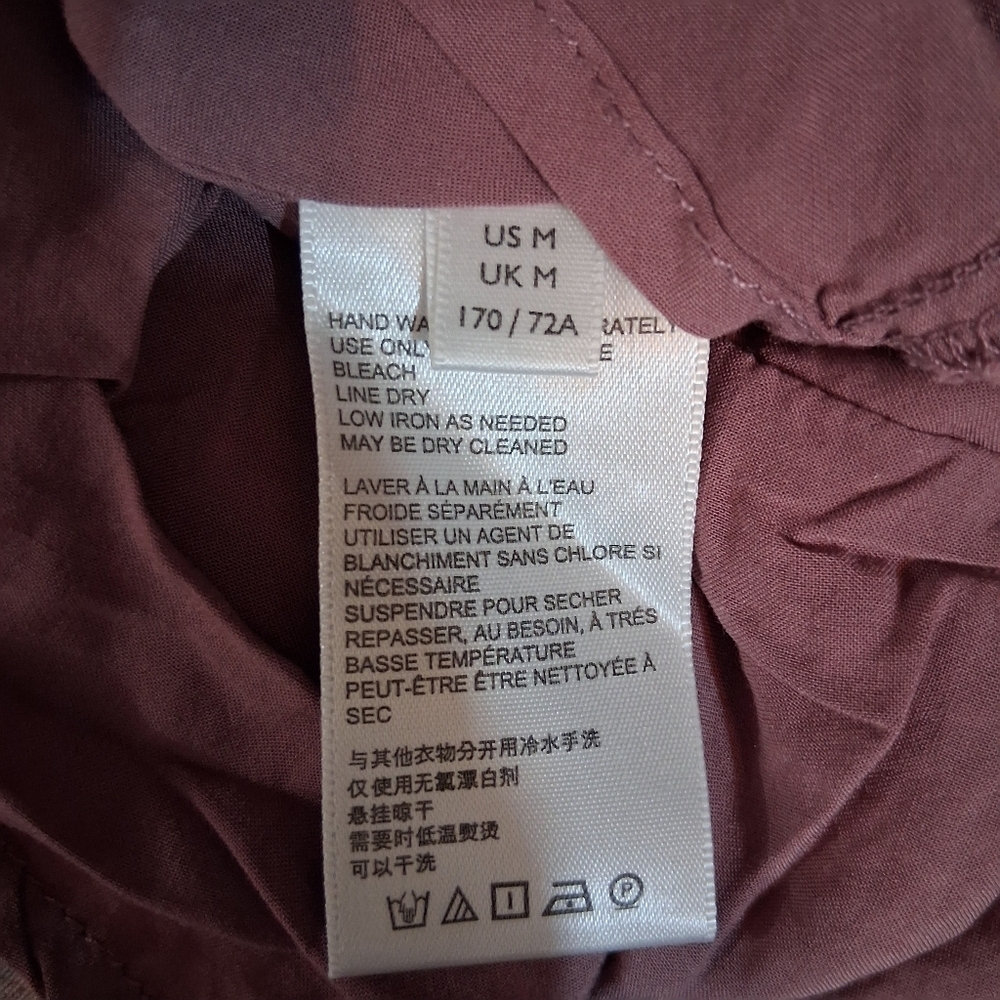 US M
UK M
170 / 72A
HAND WA RATELY
USE ONLY E
BLEACH
LINE DRY
LOW IRON AS NEEDED
MAY BE DRY CLEANED
LAVER À LA MAIN À L'EAU
FROIDE SÉPARÉMENT
UTILISER UN AGENT DE
BLANCHIMENT SANS CHLORE SI
NÉCESSAIRE
SUSPENDRE POUR SECHER
REPASSER, AU BESOIN, À TRÉS
BASSE TEMPÉRATURE
PEUT-ÊTRE ÊTRE NETTOYÉE À
SEC
与其他衣物分开用冷水手洗
仅使用无氯漂白剂
悬挂晾干
需要时低温熨烫
可以干洗
P